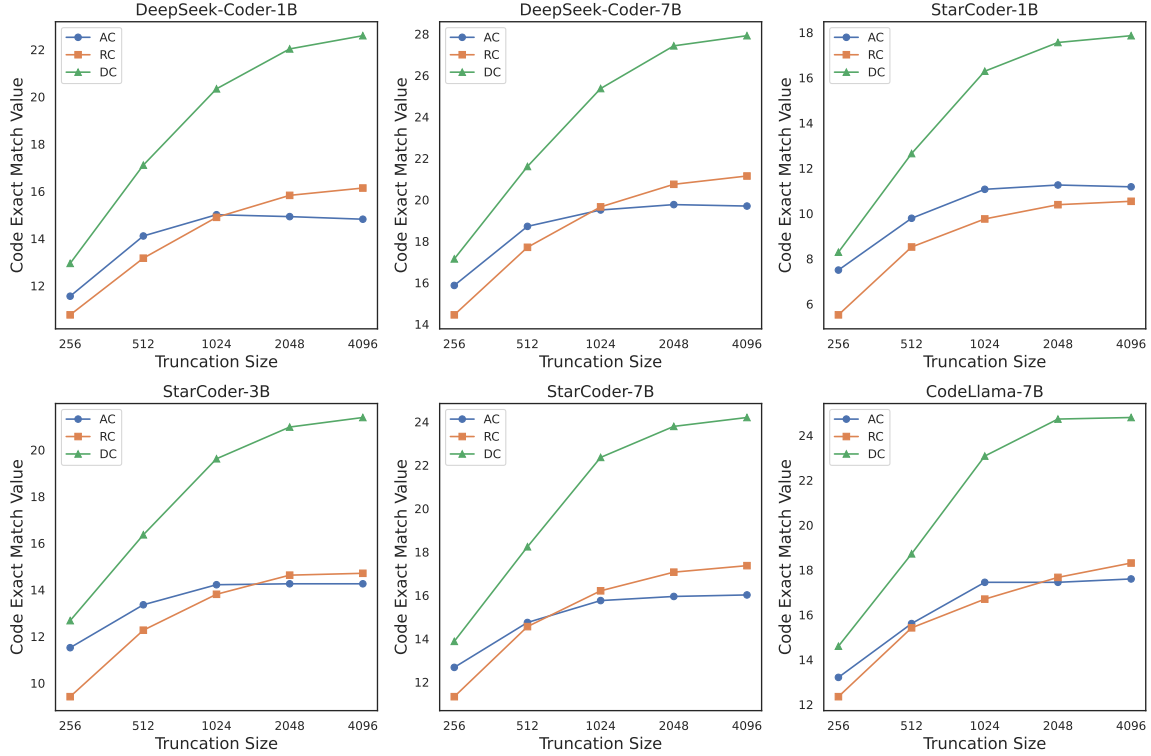 DeepSeek-Coder-1B
AC
RC
DC
22
20
18
16
14
12
Code Exact Match Value
256 512 1024 2048 4096
Truncation Size
DeepSeek-Coder-7B
AC
RC
DC
28
26
24
22
20
18
16
14
Code Exact Match Value
256 512 1024 2048 4096
Truncation Size
StarCoder-1B
AC
RC
DC
18
16
14
12
10
8
6
Code Exact Match Value
256 512 1024 2048 4096
Truncation Size
StarCoder-3B
AC
RC
DC
20
18
16
14
12
10
Code Exact Match Value
256 512 1024 2048 4096
Truncation Size
StarCoder-7B
AC
RC
DC
24
22
20
18
16
14
12
Code Exact Match Value
256 512 1024 2048 4096
Truncation Size
CodeLlama-7B
AC
RC
DC
24
22
20
18
16
14
12
Code Exact Match Value
256 512 1024 2048 4096
Truncation Size